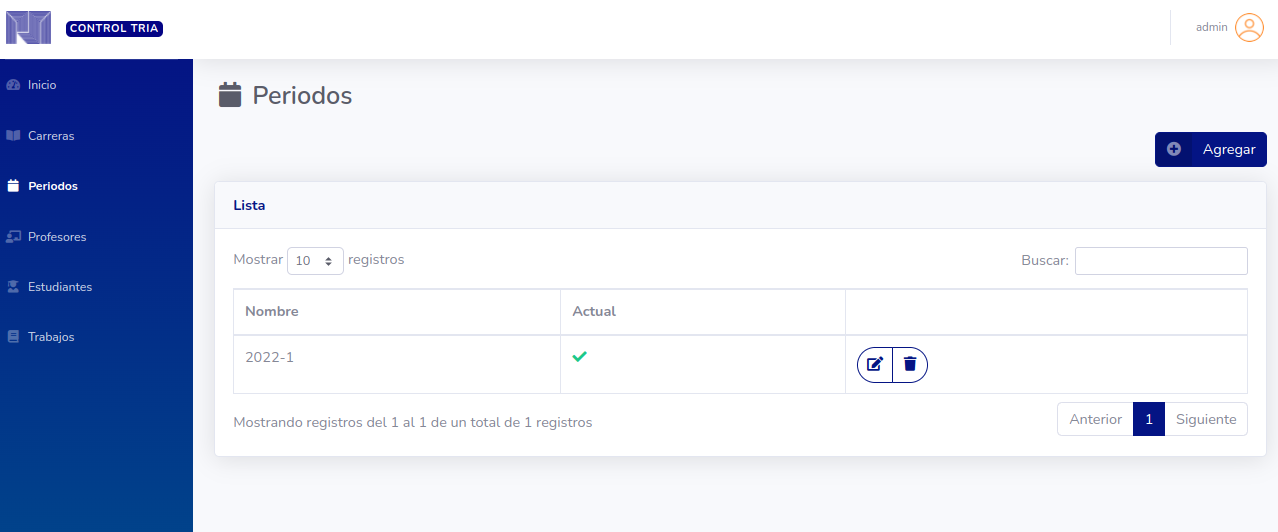 CONTROL TRIA
admin
Inicio
Carreras
Periodos
Profesores
Estudiantes
Trabajos
Periodos
Agregar
Lista
Mostrar 10 registros
Buscar:
Nombre Actual
2022-1
Mostrando registros del 1 al 1 de un total de 1 registros
Anterior 1 Siguiente